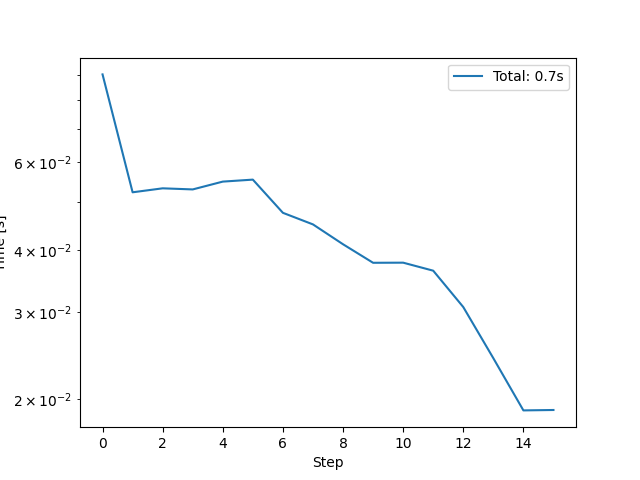 Total: 0.7s
6 × 10⁻²
4 × 10⁻²
3 × 10⁻²
2 × 10⁻²
Time [s]
0 2 4 6 8 10 12 14
Step